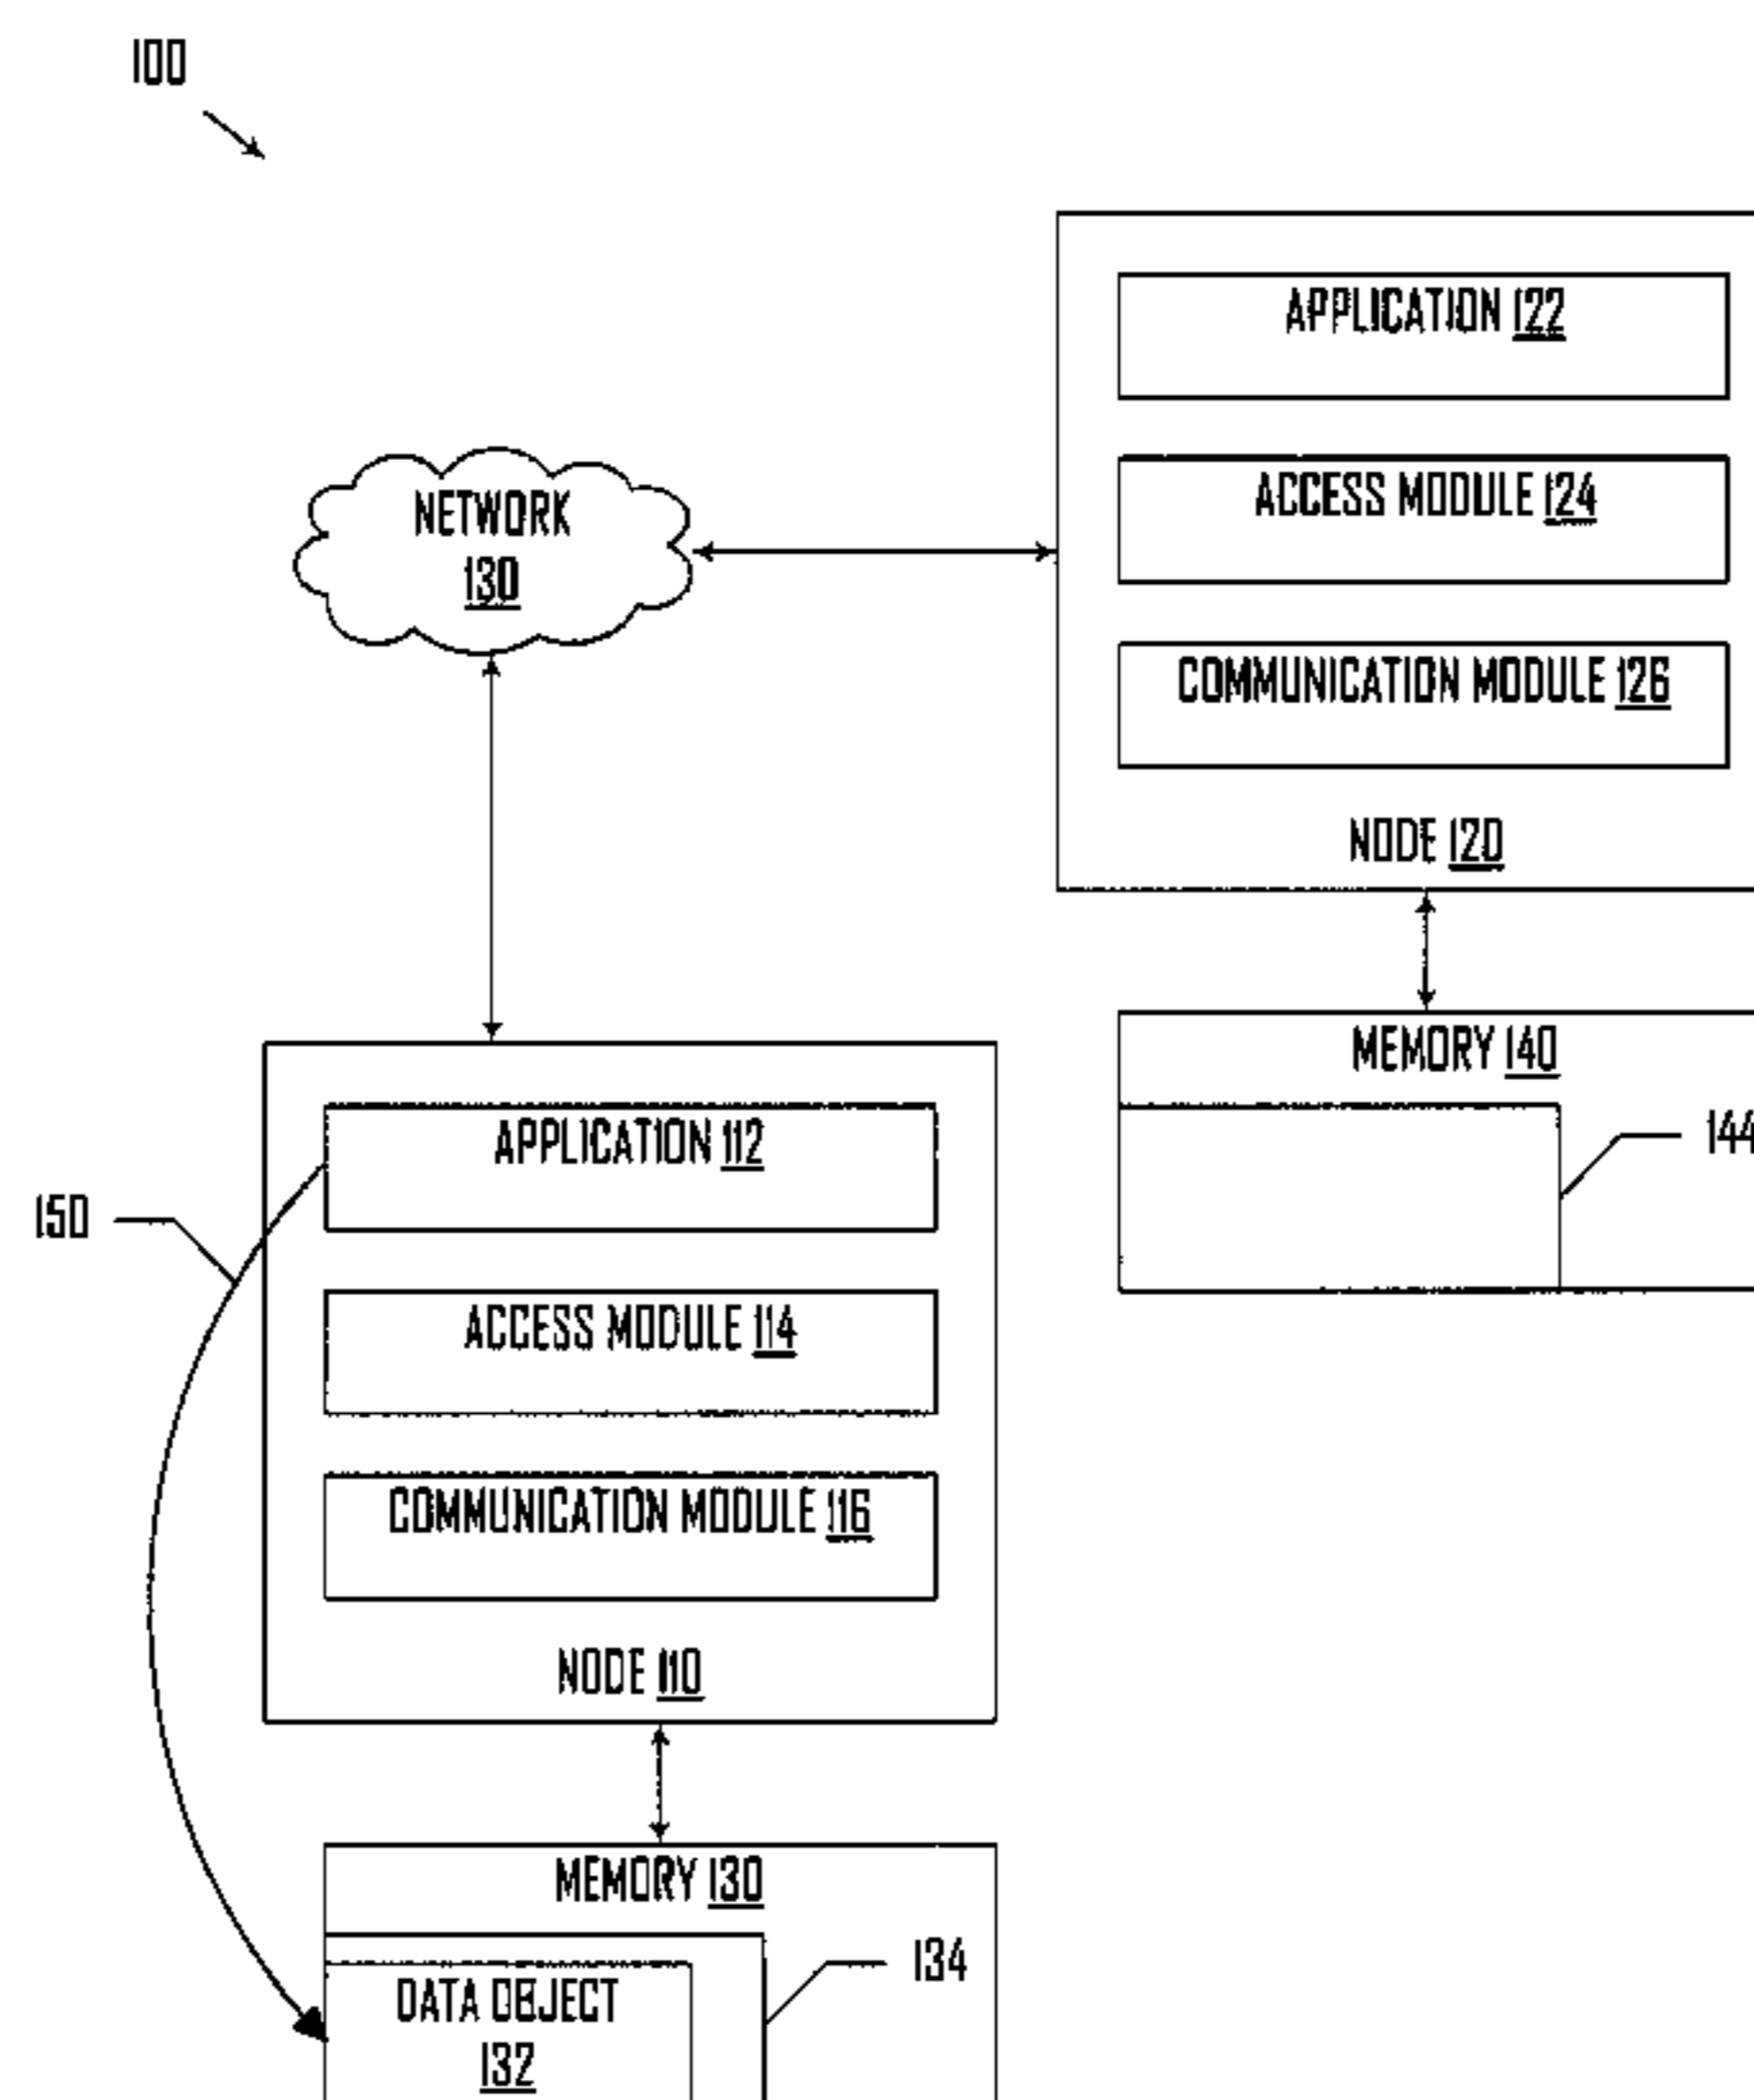 100
APPLICATION 122
ACCESS MODULE 124
NETWORK
130
COMMUNICATION MODULE 126
NODE 120
MEMORY 140
144
APPLICATION 112
150
ACCESS MODULE 114
COMMUNICATION MODULE 116
NODE 110
MEMORY 130
134
DATA OBJECT
132